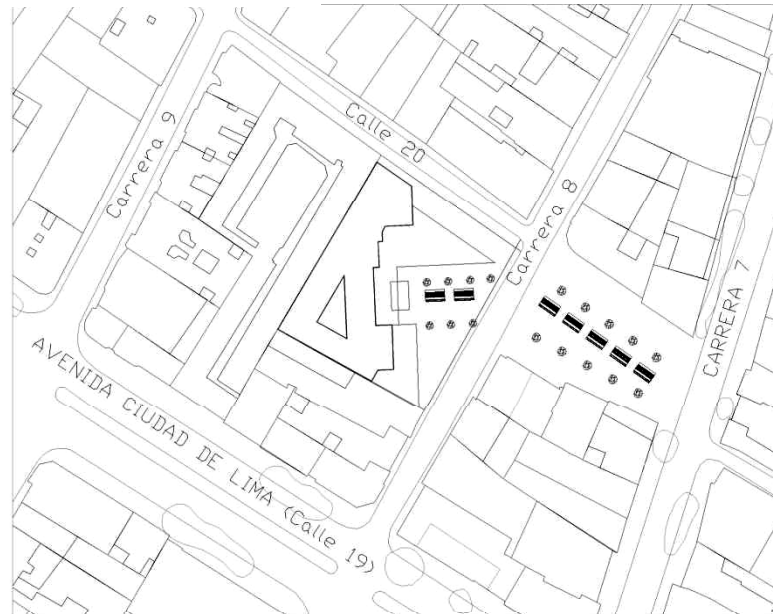 Calle 20
Carrera 9
Carrera 8
CARRERA 7
AVENIDA CIUDAD DE LIMA (Calle 19)